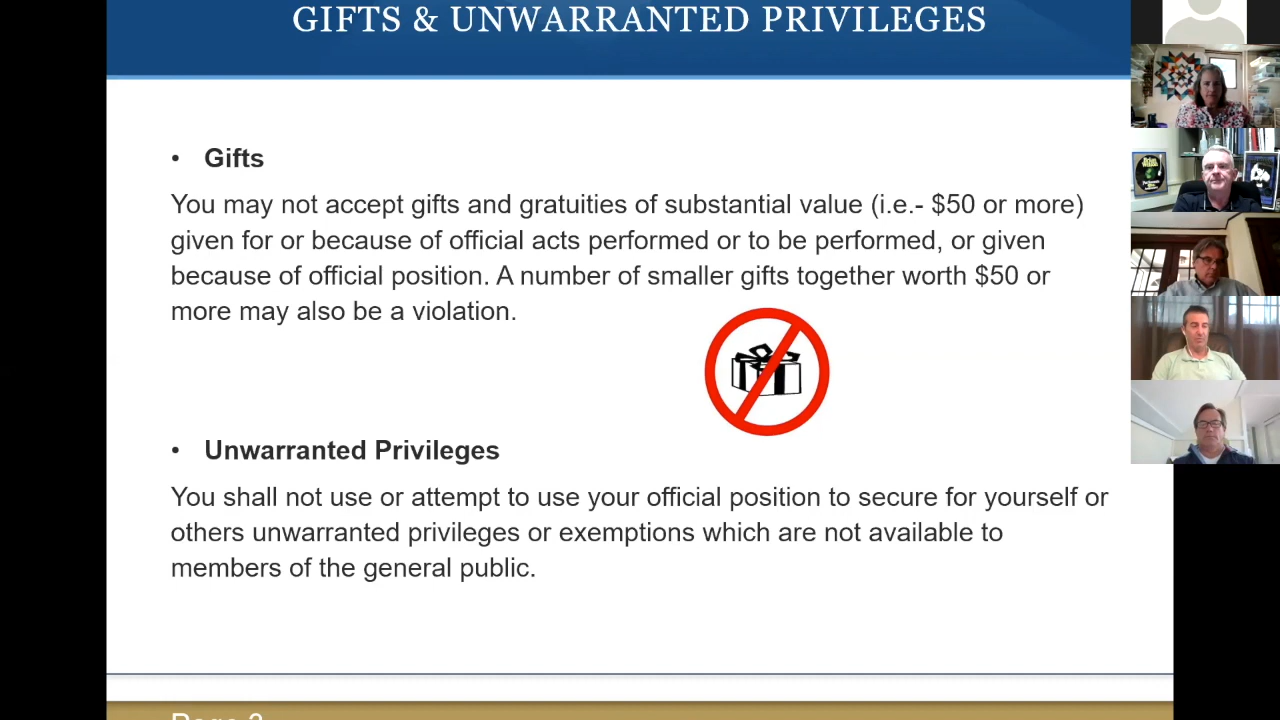 GIFTS & UNWARRANTED PRIVILEGES
• Gifts
You may not accept gifts and gratuities of substantial value (i.e.- $50 or more)
given for or because of official acts performed or to be performed, or given
because of official position. A number of smaller gifts together worth $50 or
more may also be a violation.
• Unwarranted Privileges
You shall not use or attempt to use your official position to secure for yourself or
others unwarranted privileges or exemptions which are not available to
members of the general public.